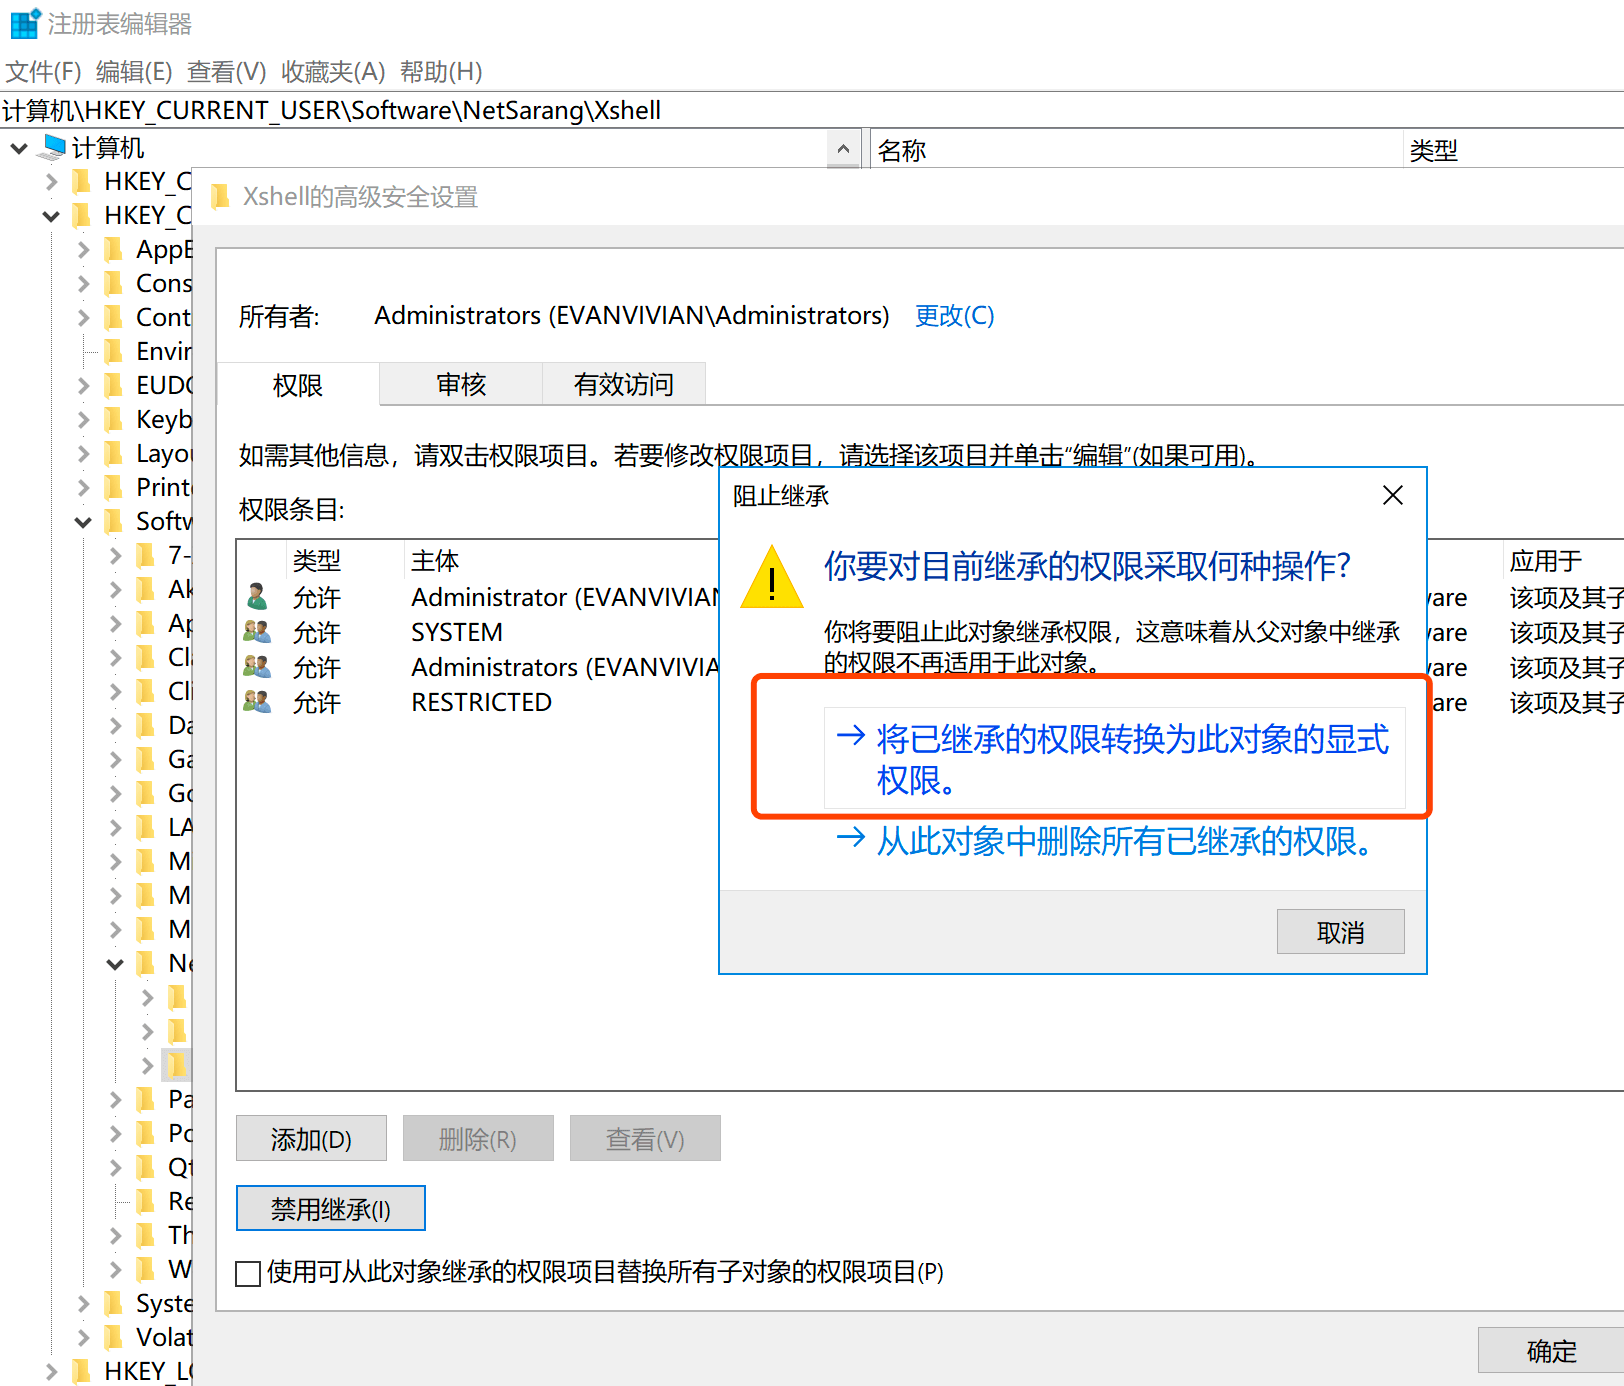 注册表编辑器
文件(F) 编辑(E) 查看(V) 收藏夹(A) 帮助(H)
计算机\HKEY_CURRENT_USER\Software\NetSarang\Xshell
计算机
名称
类型
HKEY_C
HKEY_C
AppE
Cons
Cont
Envir
EUDC
Keyb
Layou
Printe
Softw
7-
Ak
Ap
Cla
Cli
Da
Ga
Go
LA
M
M
M
Ne
Pa
Po
Qt
Re
Th
W
Syste
Volat
HKEY_LO
Xshell的高级安全设置
所有者: Administrators (EVANVIVIAN\Administrators) 更改(C)
权限 审核 有效访问
如需其他信息，请双击权限项目。若要修改权限项目，请选择该项目并单击“编辑”(如果可用)。
权限条目:
类型 主体 应用于
允许 Administrator (EVANVIVIAN ware 该项及其子
允许 SYSTEM ware 该项及其子
允许 Administrators (EVANVIVIA ware 该项及其子
允许 RESTRICTED are 该项及其子
阻止继承
你要对目前继承的权限采取何种操作?
你将要阻止此对象继承权限，这意味着从父对象中继承
的权限不再适用于此对象。
将已继承的权限转换为此对象的显式
权限。
从此对象中删除所有已继承的权限。
取消
添加(D) 删除(R) 查看(V)
禁用继承(I)
使用可从此对象继承的权限项目替换所有子对象的权限项目(P)
确定